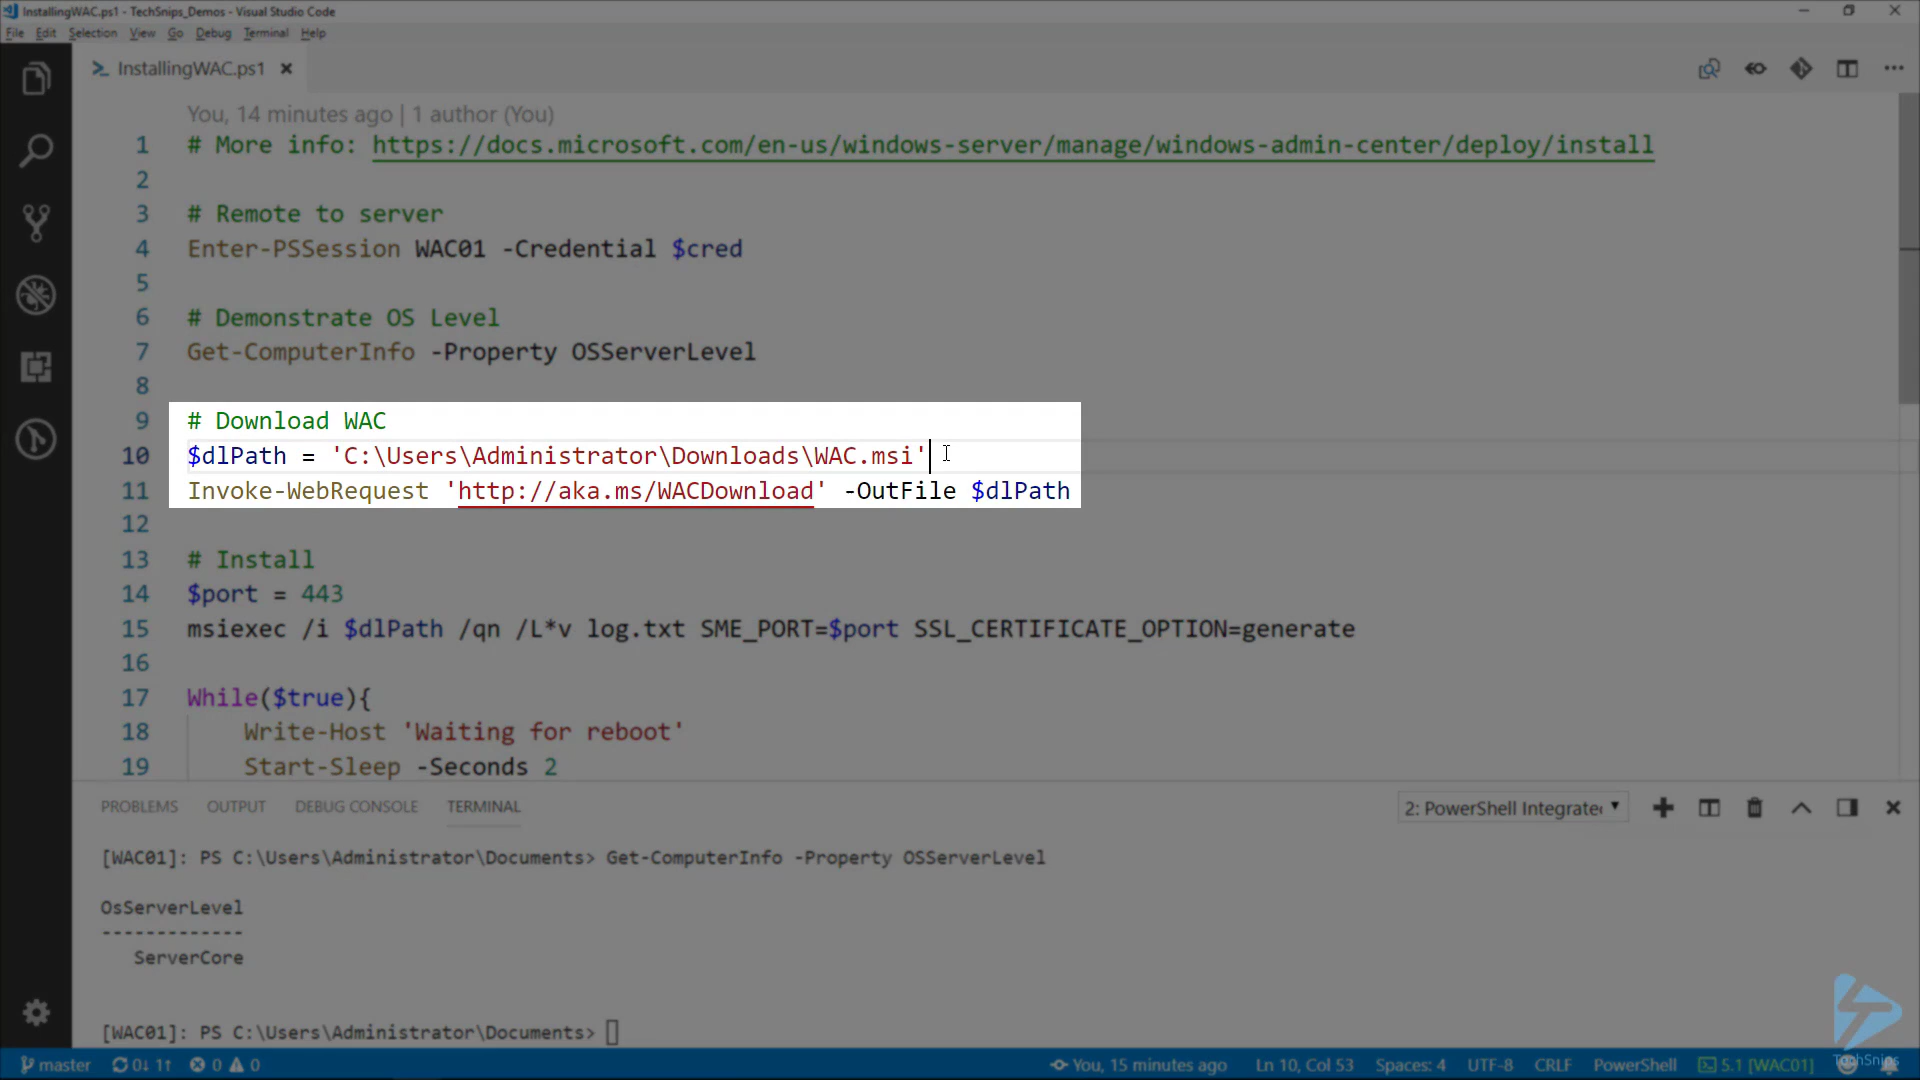 InstallingWAC.ps1 - TechSnips_Demos - Visual Studio Code
File Edit Selection View Go Debug Terminal Help
InstallingWAC.ps1
You, 14 minutes ago | 1 author (You)
1 # More info: https://docs.microsoft.com/en-us/windows-server/manage/windows-admin-center/deploy/install
2
3 # Remote to server
4 Enter-PSSession WAC01 -Credential $cred
5
6 # Demonstrate OS Level
7 Get-ComputerInfo -Property OSServerLevel
8
9 # Download WAC
10 $dlPath = 'C:\Users\Administrator\Downloads\WAC.msi'
11 Invoke-WebRequest 'http://aka.ms/WACDownload' -OutFile $dlPath
12
13 # Install
14 $port = 443
15 msiexec /i $dlPath /qn /L*v log.txt SME_PORT=$port SSL_CERTIFICATE_OPTION=generate
16
17 While($true){
18 Write-Host 'Waiting for reboot'
19 Start-Sleep -Seconds 2
PROBLEMS OUTPUT DEBUG CONSOLE TERMINAL 2: PowerShell Integrate
[WAC01]: PS C:\Users\Administrator\Documents> Get-ComputerInfo -Property OSServerLevel
OsServerLevel
-------------
ServerCore
[WAC01]: PS C:\Users\Administrator\Documents>
master 0↓ 1↑ 0 0 You, 15 minutes ago Ln 10, Col 53 Spaces: 4 UTF-8 CRLF PowerShell 5.1 [WAC01]
TechSnips